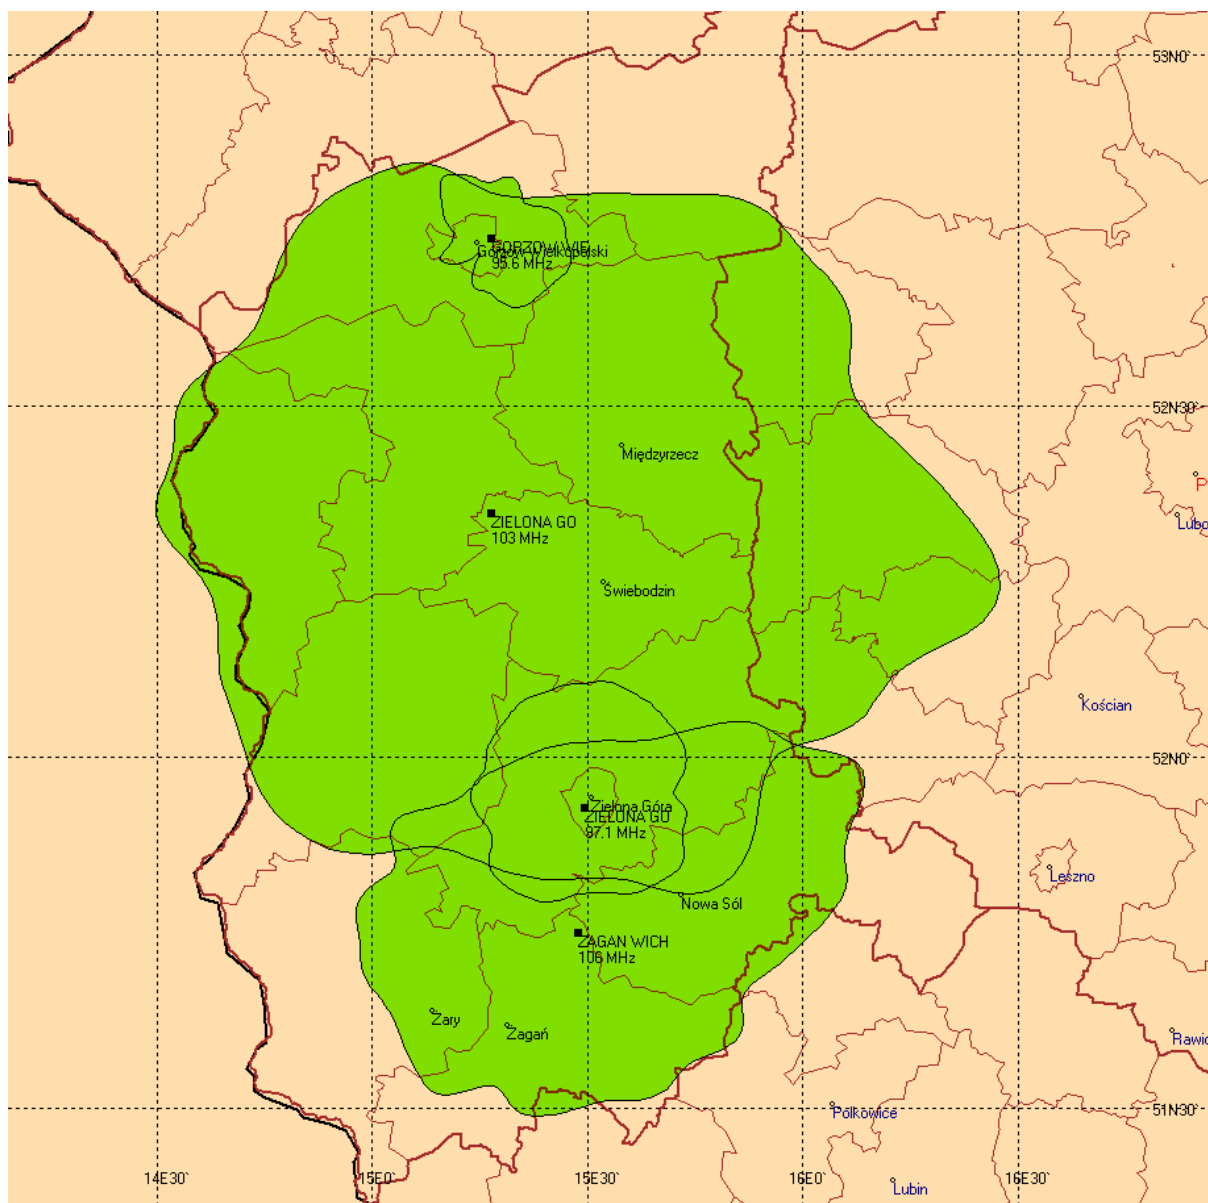 53N0'
GORZOW WIE
Gorzów Wielkopolski
95.6 MHz
52N30'
Międzyrzecz
P
ZIELONA GO
103 MHz
Lubo
Świebodzin
Kościan
52N0'
Zielona Góra
ZIELONA GO
97.1 MHz
Leszno
Nowa Sól
ZAGAN WICH
106 MHz
Żary
Żagań
Rawic
Polkowice
51N30'
14E30'
15E0'
15E30'
16E0'
16E30'
Lubin